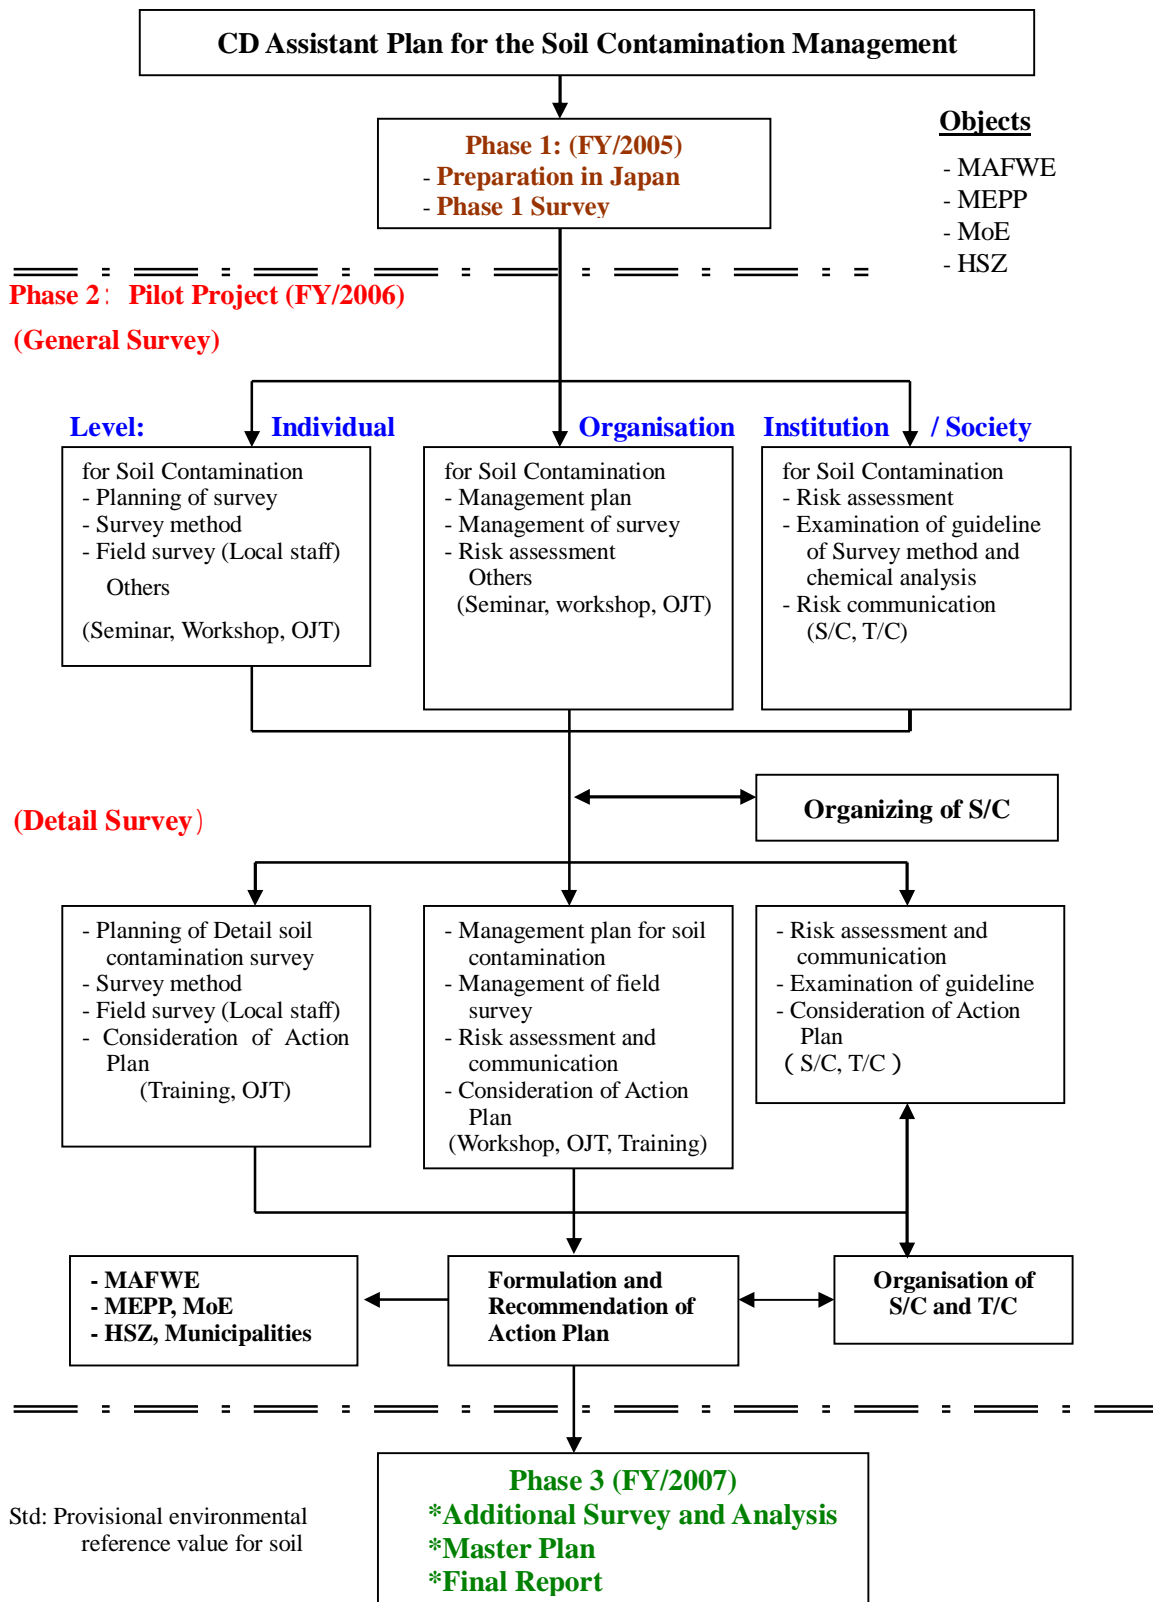 CD Assistant Plan for the Soil Contamination Management
Phase 1: (FY/2005)
- Preparation in Japan
- Phase 1 Survey
Objects
- MAFWE
- MEPP
- MoE
- HSZ
Phase 2: Pilot Project (FY/2006)
(General Survey)
Level: Individual Organisation Institution / Society
for Soil Contamination
- Planning of survey
- Survey method
- Field survey (Local staff)
Others
(Seminar, Workshop, OJT)
for Soil Contamination
- Management plan
- Management of survey
- Risk assessment
Others
(Seminar, workshop, OJT)
for Soil Contamination
- Risk assessment
- Examination of guideline
of Survey method and
chemical analysis
- Risk communication
(S/C, T/C)
Organizing of S/C
(Detail Survey)
- Planning of Detail soil
contamination survey
- Survey method
- Field survey (Local staff)
- Consideration of Action
Plan
(Training, OJT)
- Management plan for soil
contamination
- Management of field
survey
- Risk assessment and
communication
- Consideration of Action
Plan
(Workshop, OJT, Training)
- Risk assessment and
communication
- Examination of guideline
- Consideration of Action
Plan
( S/C, T/C )
- MAFWE
- MEPP, MoE
- HSZ, Municipalities
Formulation and
Recommendation of
Action Plan
Organisation of
S/C and T/C
Std: Provisional environmental
reference value for soil
Phase 3 (FY/2007)
*Additional Survey and Analysis
*Master Plan
*Final Report